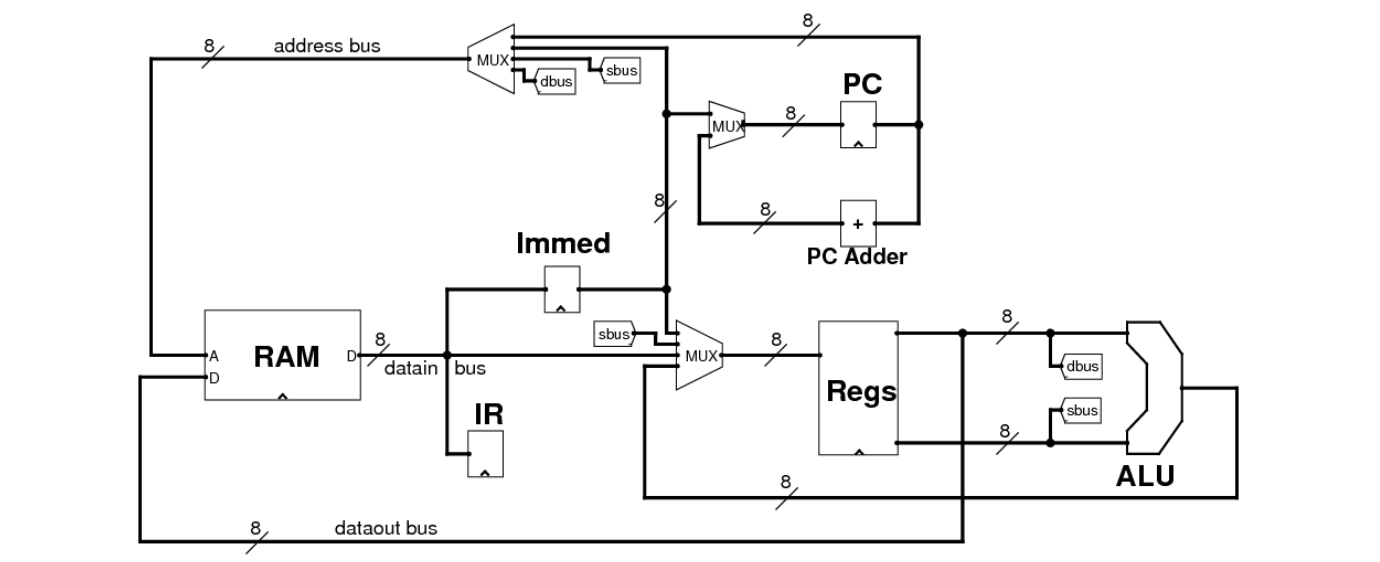 8
8
address bus
MUX
sbus
dbus
PC
8
MUX
8
8
+
PC Adder
Immed
8
sbus
8
8
A
RAM
D
MUX
datain bus
dbus
D
Regs
sbus
IR
8
ALU
8
8
dataout bus